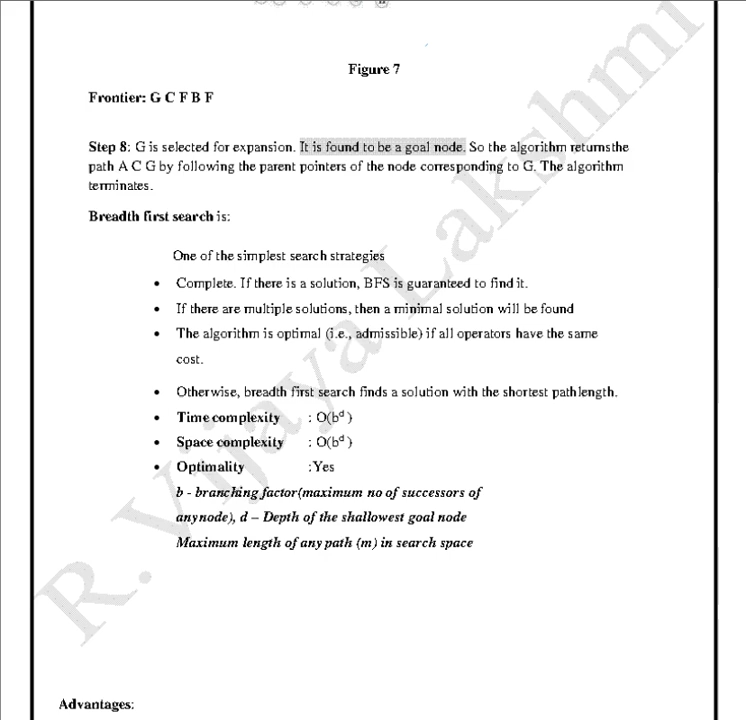 Figure 7
Frontier: G C F B F
Step 8: G is selected for expansion. It is found to be a goal node. So the algorithm returnsthe
path A C G by following the parent pointers of the node corresponding to G. The algorithm
terminates.
Breadth first search is:
One of the simplest search strategies
• Complete. If there is a solution, BFS is guaranteed to find it.
• If there are multiple solutions, then a minimal solution will be found
• The algorithm is optimal (i.e., admissible) if all operators have the same
cost.
• Otherwise, breadth first search finds a solution with the shortest pathlength.
• Time complexity : O(bᵈ )
• Space complexity : O(bᵈ )
• Optimality :Yes
b - branching factor(maximum no of successors of
anynode), d – Depth of the shallowest goal node
Maximum length of any path (m) in search space
Advantages:
R. Vijaya Lakshmi